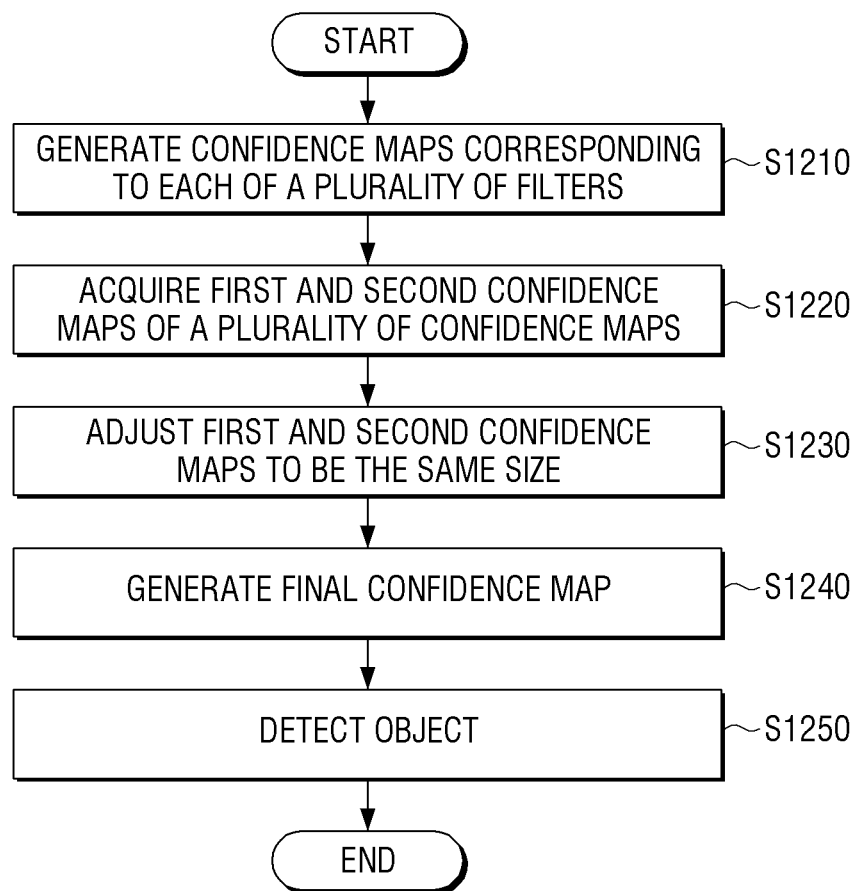 START
GENERATE CONFIDENCE MAPS CORRESPONDING
TO EACH OF A PLURALITY OF FILTERS
S1210
ACQUIRE FIRST AND SECOND CONFIDENCE
MAPS OF A PLURALITY OF CONFIDENCE MAPS
S1220
ADJUST FIRST AND SECOND CONFIDENCE
MAPS TO BE THE SAME SIZE
S1230
GENERATE FINAL CONFIDENCE MAP
S1240
DETECT OBJECT
S1250
END